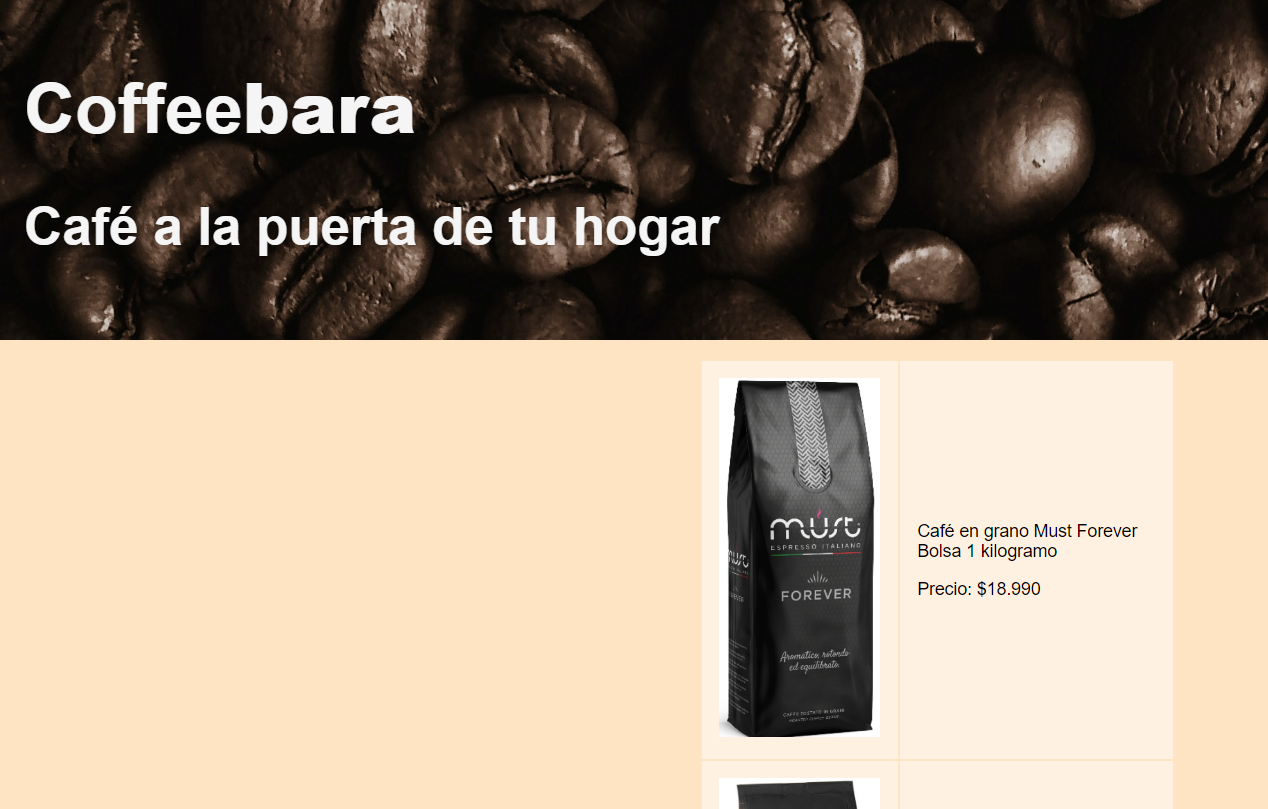 Coffeebara
Café a la puerta de tu hogar
must
ESPRESSO ITALIANO
FOREVER
Aromatico, rotondo
ed equilibrato.
Café en grano Must Forever
Bolsa 1 kilogramo
Precio: $18.990